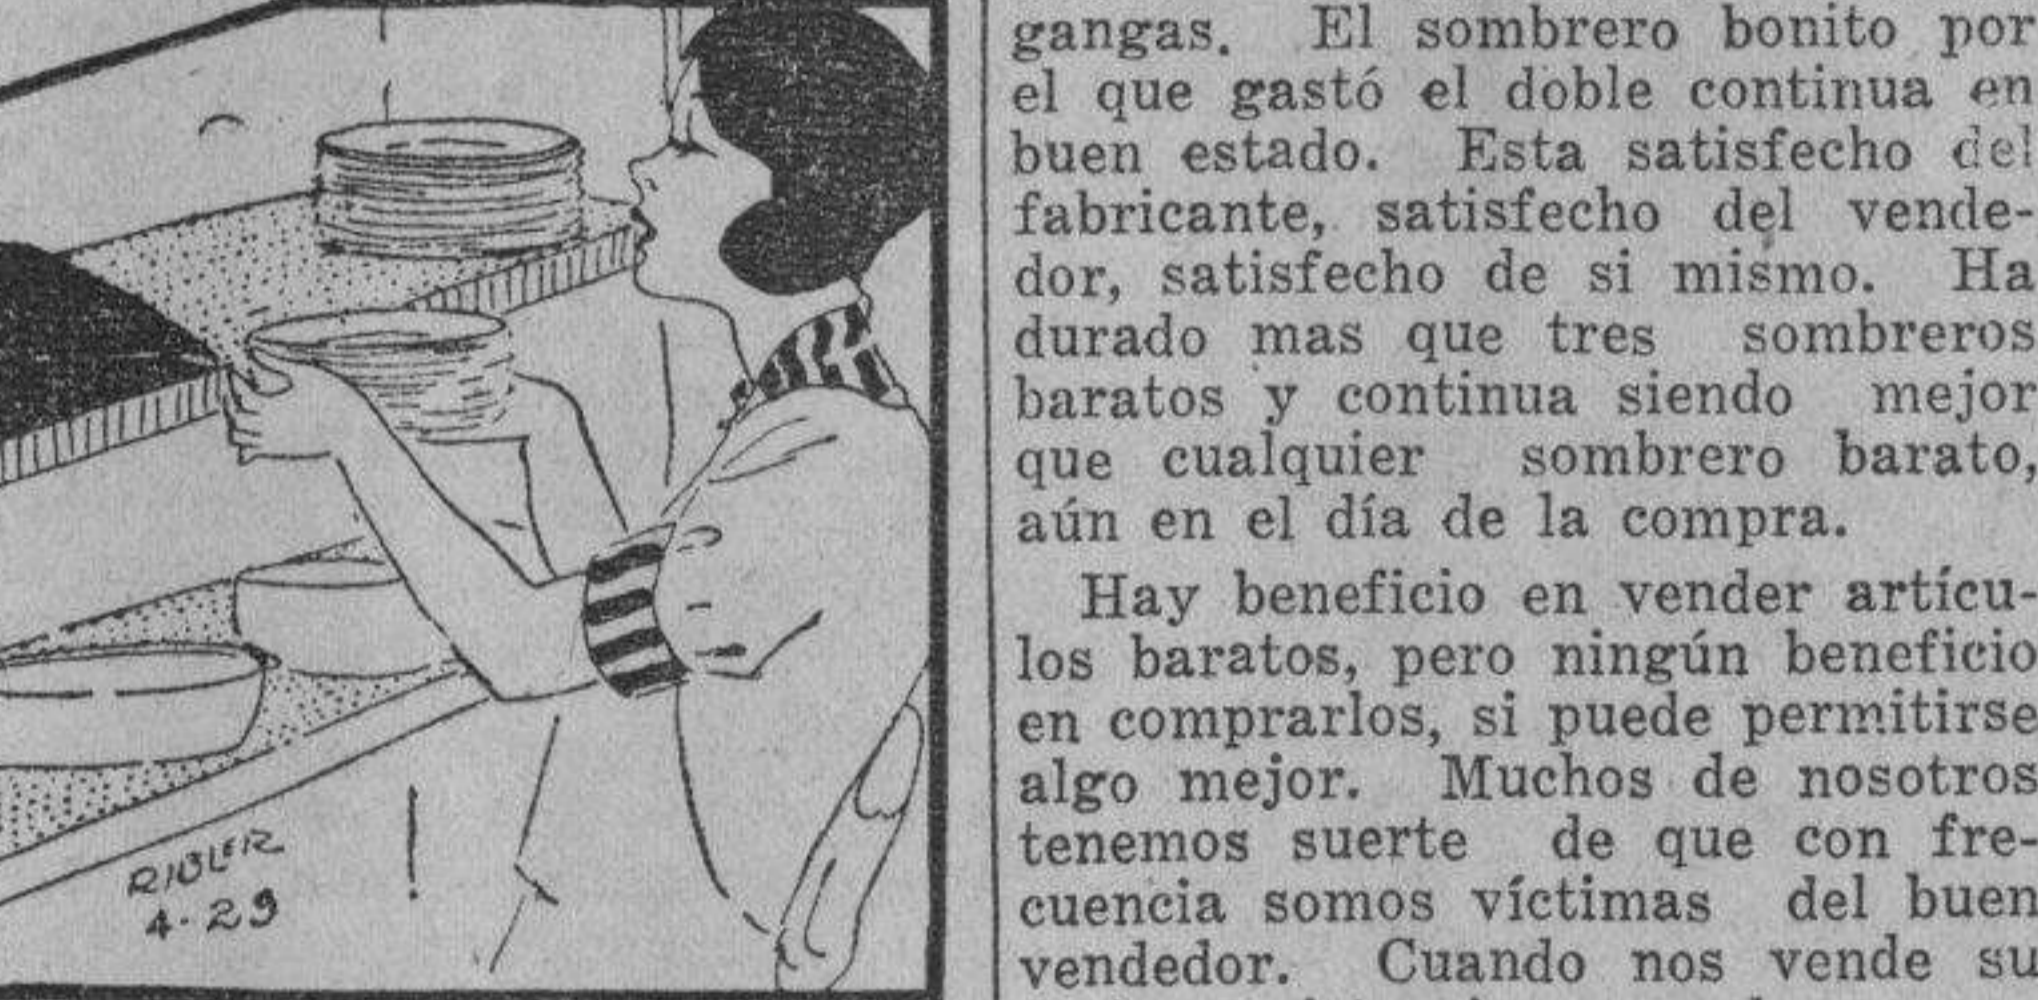 RIBLER
4-29
gangas. El sombrero bonito por
el que gastó el doble continua en
buen estado. Esta satisfecho del
fabricante, satisfecho del vende-
dor, satisfecho de si mismo. Ha
durado mas que tres sombreros
baratos y continua siendo mejor
que cualquier sombrero barato,
aún en el día de la compra.
Hay beneficio en vender artícu-
los baratos, pero ningún beneficio
en comprarlos, si puede permitirse
algo mejor. Muchos de nosotros
tenemos suerte de que con fre-
cuencia somos víctimas del buen
vendedor. Cuando nos vende su